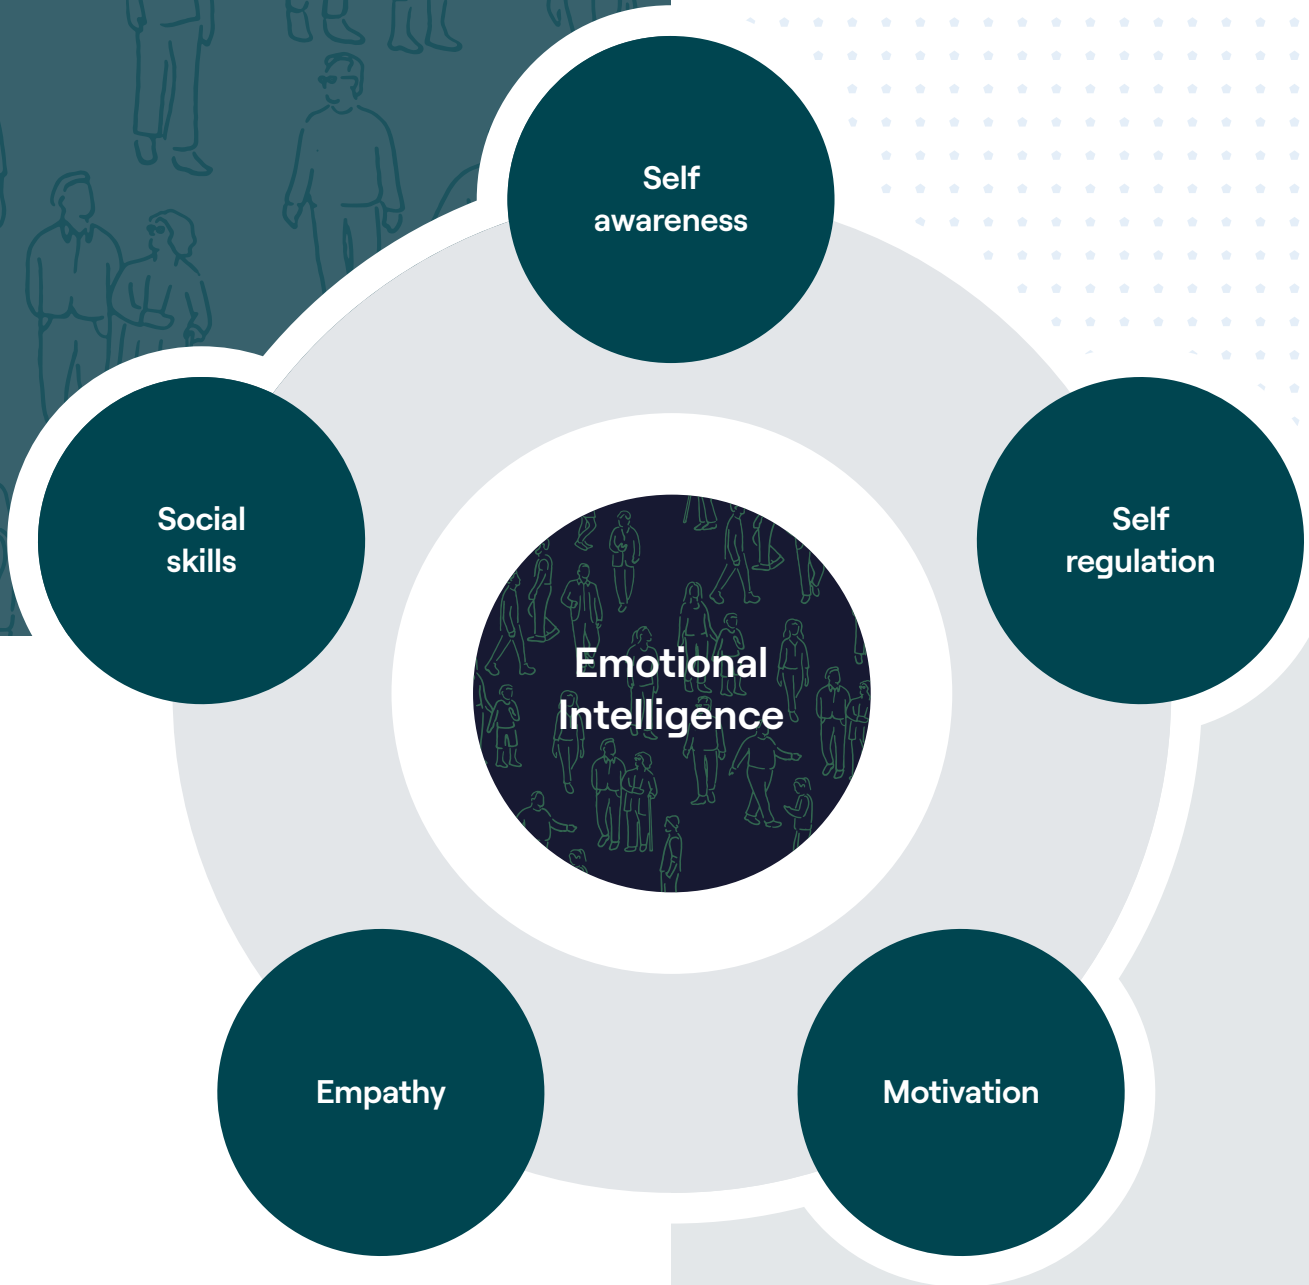 Self
awareness
Social
skills
Self
regulation
Emotional
Intelligence
Empathy
Motivation